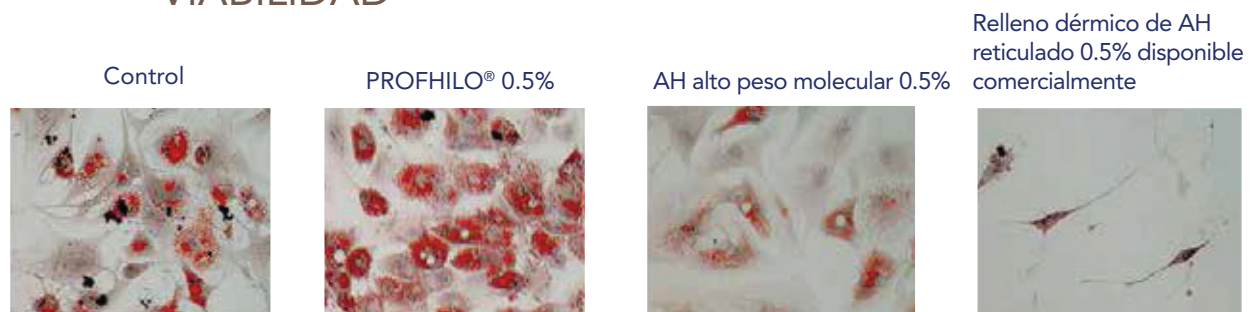 VIABILIDAD
Control
PROFHILO® 0.5%
AH alto peso molecular 0.5%
Relleno dérmico de AH
reticulado 0.5% disponible
comercialmente